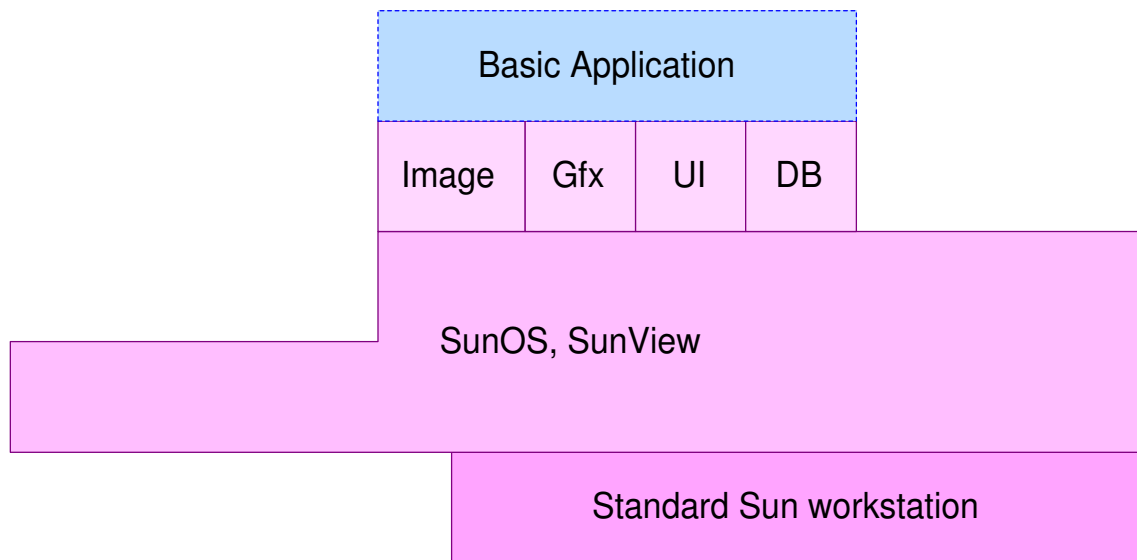 Basic Application
Image Gfx UI DB
SunOS, SunView
Standard Sun workstation